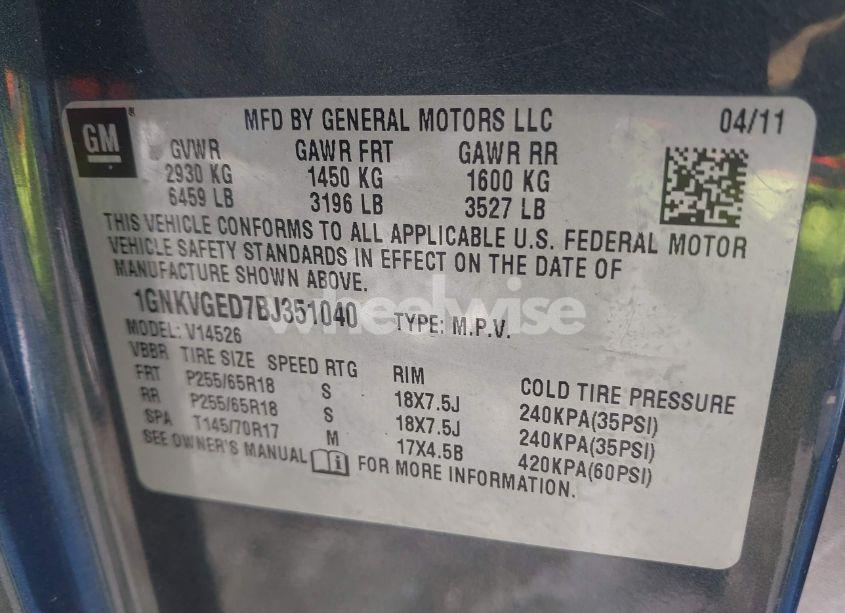 GM
MFD BY GENERAL MOTORS LLC 04/11
GVWR GAWR FRT GAWR RR
2930 KG 1450 KG 1600 KG
6459 LB 3196 LB 3527 LB
THIS VEHICLE CONFORMS TO ALL APPLICABLE U.S. FEDERAL MOTOR
VEHICLE SAFETY STANDARDS IN EFFECT ON THE DATE OF
MANUFACTURE SHOWN ABOVE.
1GNKVGED7BJ351040 TYPE: M.P.V.
wheelwise
MODEL: V14526
VBBR TIRE SIZE SPEED RTG RIM COLD TIRE PRESSURE
FRT P255/65R18 S 18X7.5J 240KPA(35PSI)
RR P255/65R18 S 18X7.5J 240KPA(35PSI)
SPA T145/70R17 M 17X4.5B 420KPA(60PSI)
SEE OWNER'S MANUAL i FOR MORE INFORMATION.